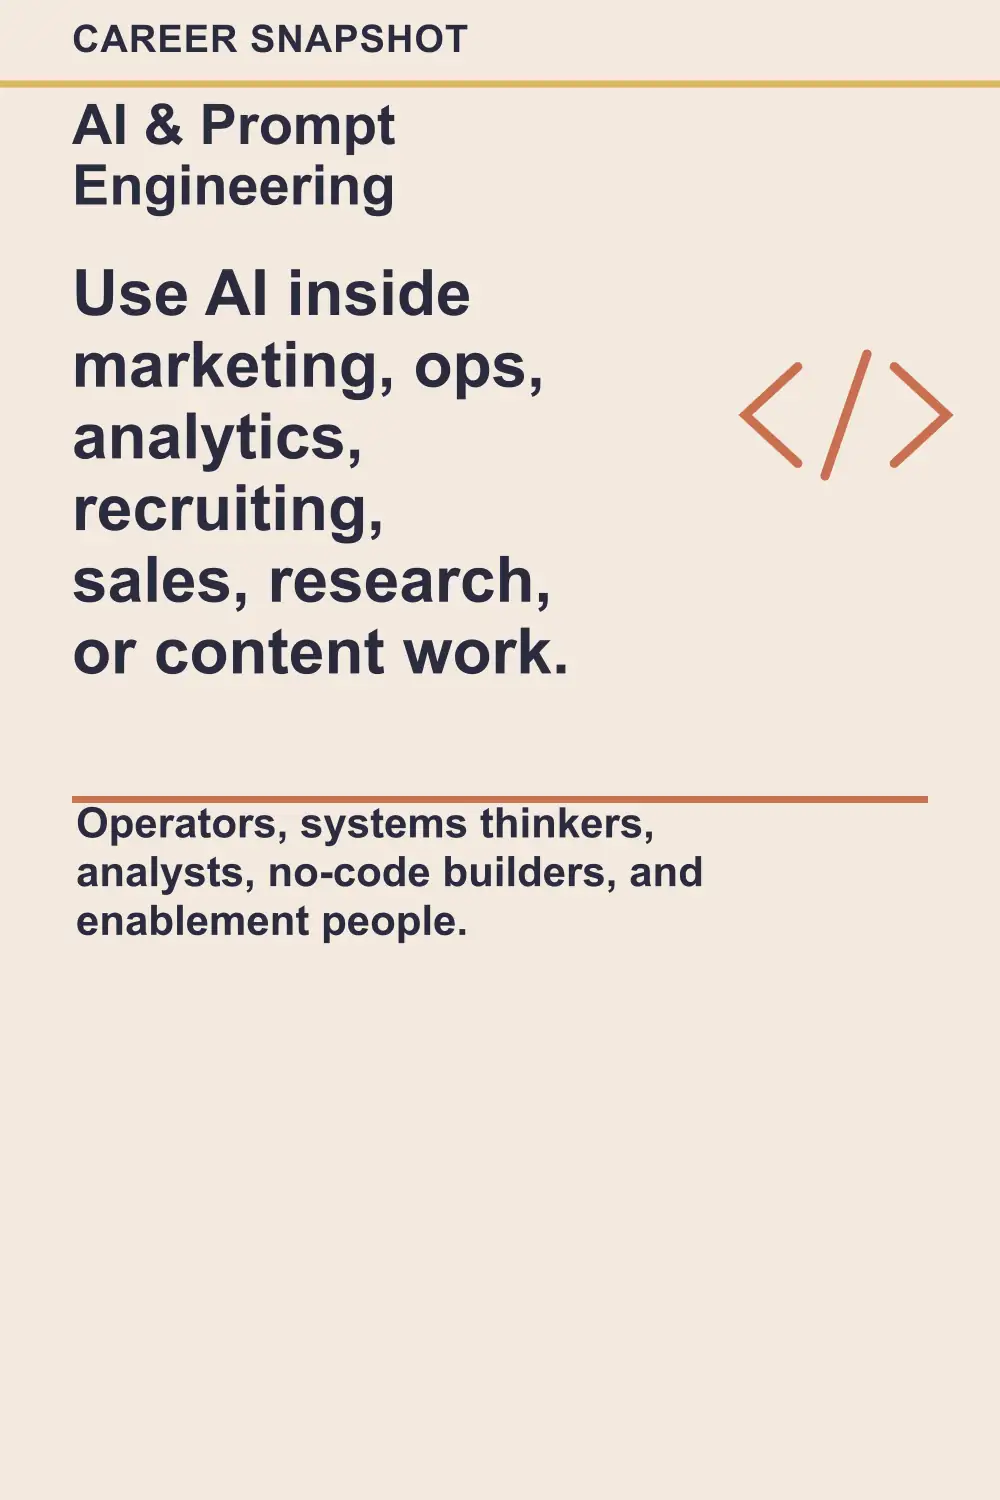 CAREER SNAPSHOT
AI & Prompt
Engineering
Use AI inside
marketing, ops,
analytics,
recruiting,
sales, research,
or content work.
Operators, systems thinkers,
analysts, no-code builders, and
enablement people.